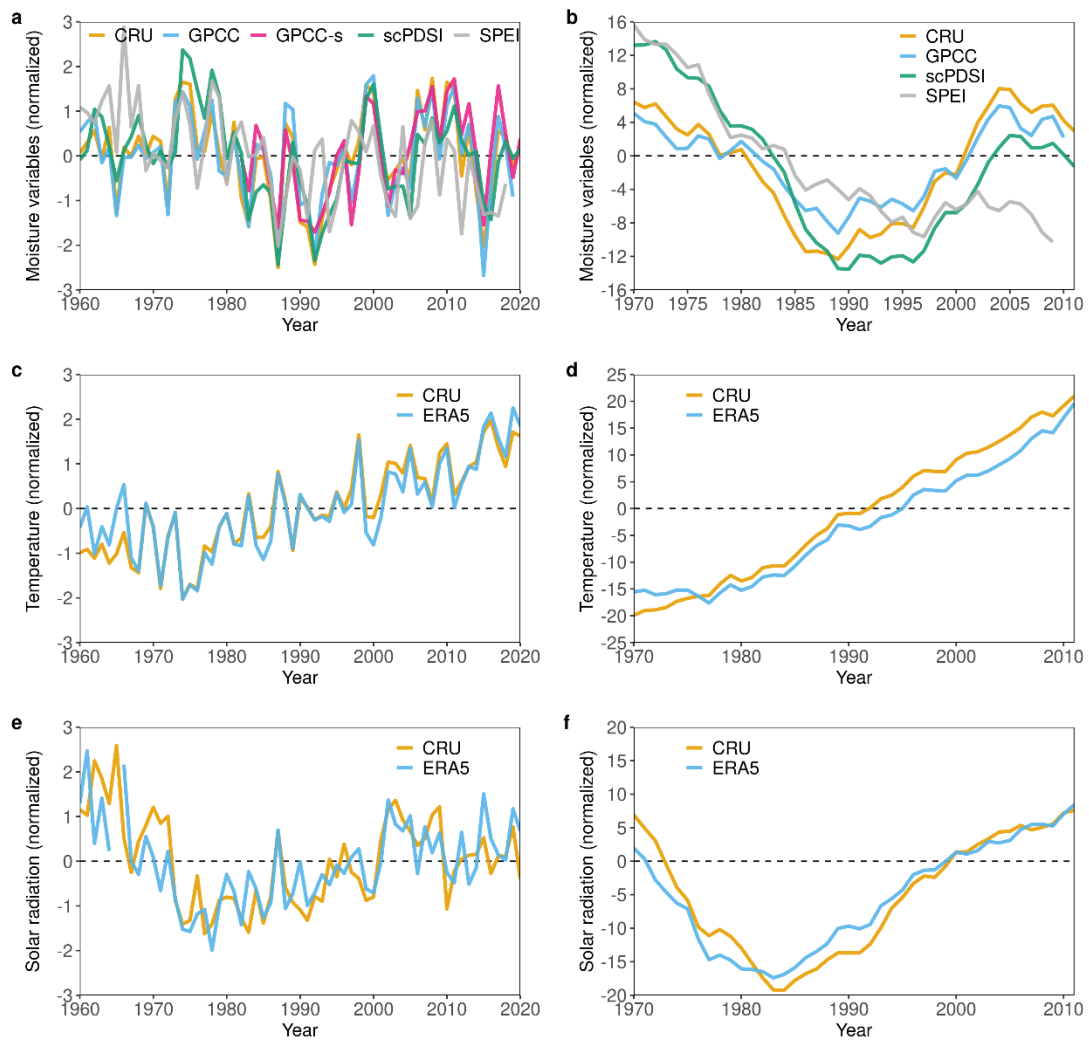 a
CRU GPCC GPCC-s scPDSI SPEI
Moisture variables (normalized)
3
2
1
0
-1
-2
-3
1960 1970 1980 1990 2000 2010 2020
Year
b
CRU
GPCC
scPDSI
SPEI
Moisture variables (normalized)
16
12
8
4
0
-4
-8
-12
-16
1970 1975 1980 1985 1990 1995 2000 2005 2010
Year
c
CRU
ERA5
Temperature (normalized)
3
2
1
0
-1
-2
-3
1960 1970 1980 1990 2000 2010 2020
Year
d
CRU
ERA5
Temperature (normalized)
25
20
15
10
5
0
-5
-10
-15
-20
-25
1970 1980 1990 2000 2010
Year
e
CRU
ERA5
Solar radiation (normalized)
3
2
1
0
-1
-2
-3
1960 1970 1980 1990 2000 2010 2020
Year
f
CRU
ERA5
Solar radiation (normalized)
20
15
10
5
0
-5
-10
-15
-20
1970 1980 1990 2000 2010
Year